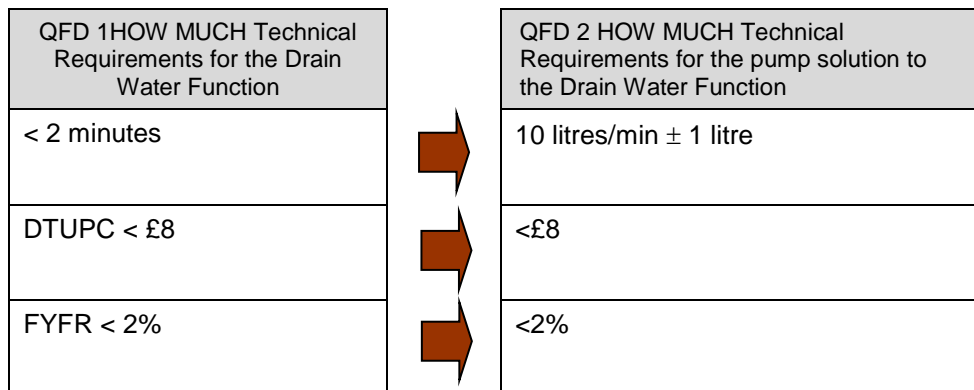 QFD 1HOW MUCH Technical
Requirements for the Drain
Water Function
QFD 2 HOW MUCH Technical
Requirements for the pump solution to
the Drain Water Function
< 2 minutes
10 litres/min ± 1 litre
DTUPC < £8
<£8
FYFR < 2%
<2%